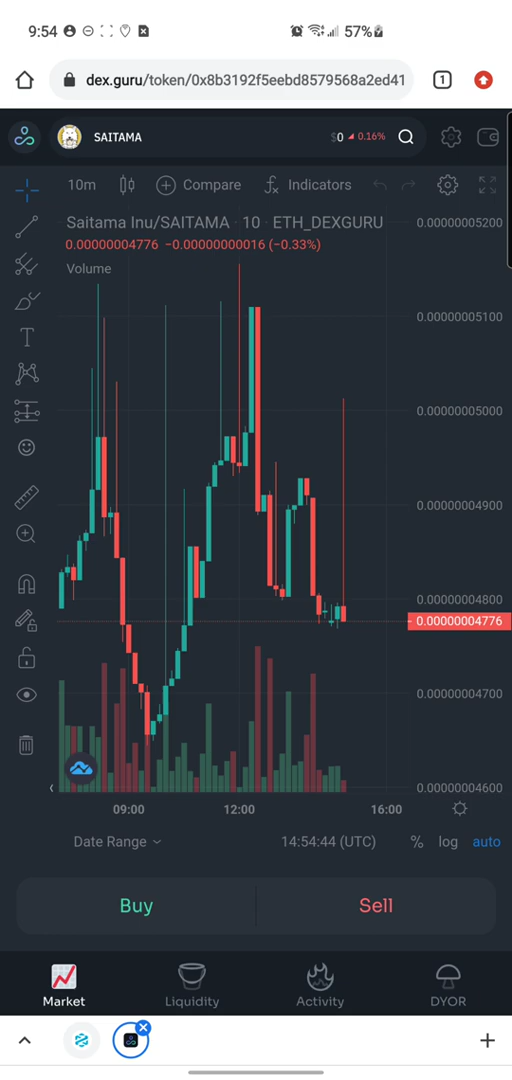 9:54 57%
dex.guru/token/0x8b3192f5eebd8579568a2ed41 1
SAITAMA $0 0.16%
10m Compare Indicators
Saitama Inu/SAITAMA · 10 · ETH_DEXGURU
0.00000004776 −0.00000000016 (−0.33%)
Volume
0.00000005200
0.00000005100
0.00000005000
0.00000004900
0.00000004800
0.00000004776
0.00000004700
0.00000004600
09:00 12:00 16:00
Date Range 14:54:44 (UTC) % log auto
Buy Sell
Market Liquidity Activity DYOR